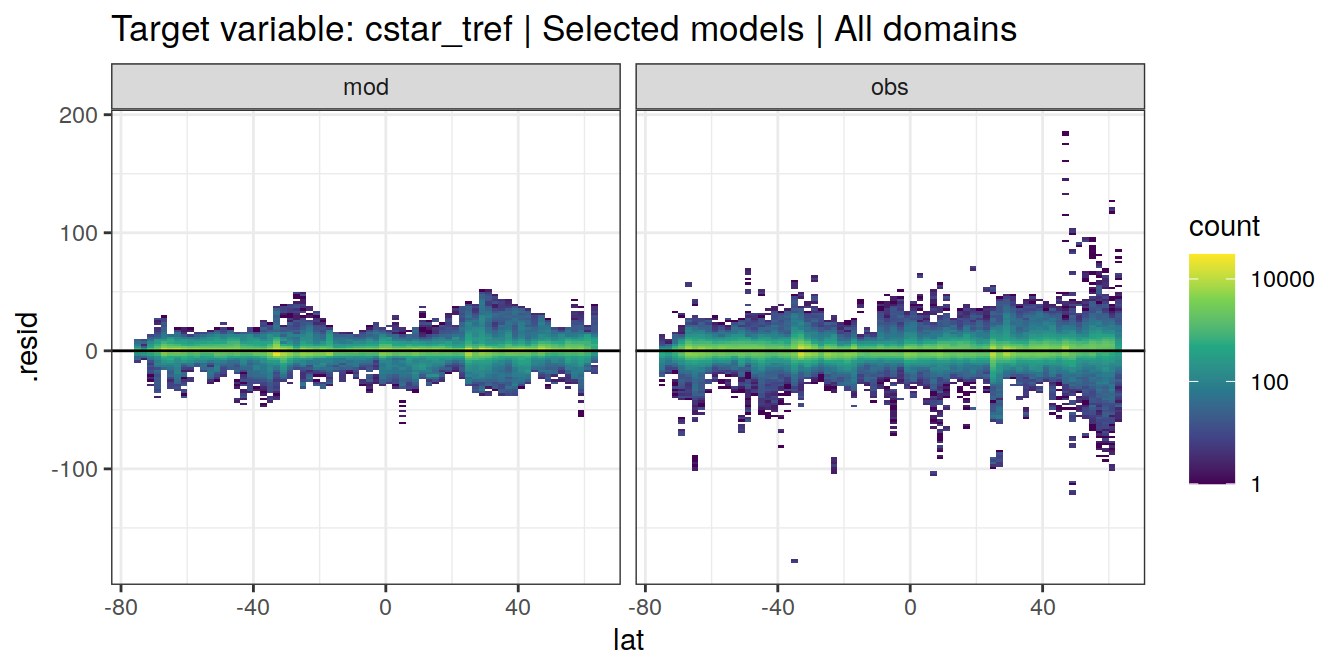 Target variable: cstar_tref | Selected models | All domains
mod
obs
200
100
0
-100
.resid
-80
-40
0
40
-80
-40
0
40
lat
count
10000
100
1